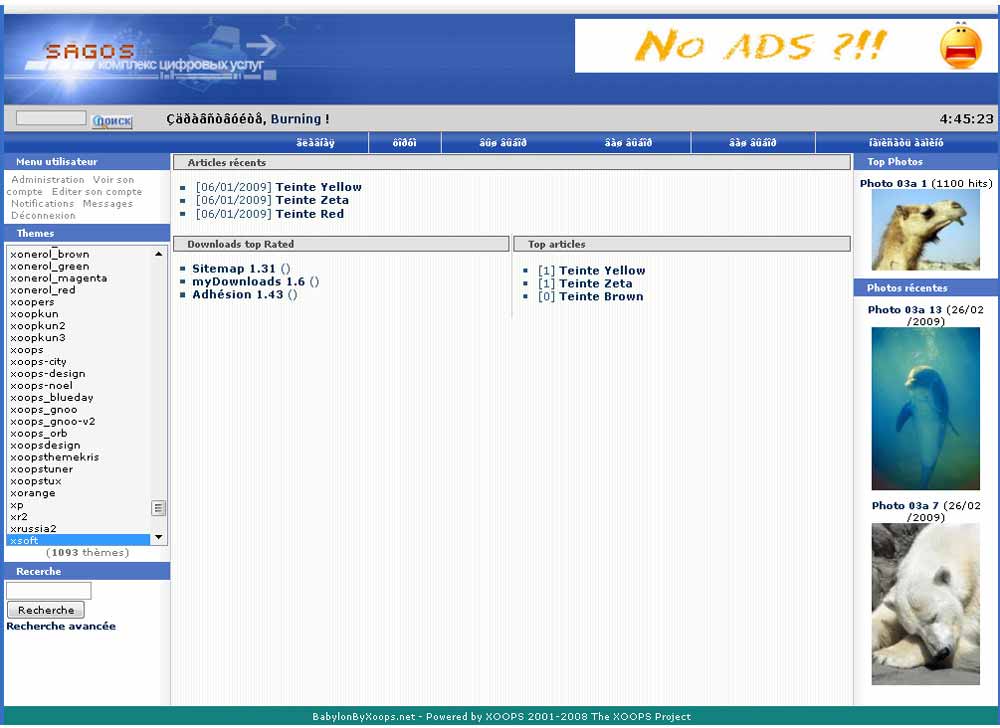 SAGOS
комплекс цифровых услуг
NO ADS ?!!
поиск
Çäðàâñòâóéòå, Burning !
4:45:23
ãëàâíàÿ
ôîðóì
âàø âûáîð
âàø âûáîð
íàïèñàòü àäìèíó
Menu utilisateur
Administration Voir son
compte Editer son compte
Notifications Messages
Déconnexion
Themes
xonerol_brown
xonerol_green
xonerol_magenta
xonerol_red
xoopers
xoopkun
xoopkun2
xoopkun3
xoops
xoops-city
xoops-design
xoops-noel
xoops_blueday
xoops_gnoo
xoops_gnoo-v2
xoops_orb
xoopsdesign
xoopsthemekris
xoopstuner
xoopstux
xorange
xp
xr2
xrussia2
xsoft
(1093 thèmes)
Recerche
Recherche
Recherche avancée
Articles récents
[06/01/2009] Teinte Yellow
[06/01/2009] Teinte Zeta
[06/01/2009] Teinte Red
Downloads top Rated
Sitemap 1.31 ()
myDownloads 1.6 ()
Adhésion 1.43 ()
Top articles
[1] Teinte Yellow
[1] Teinte Zeta
[0] Teinte Brown
Top Photos
Photo 03a 1 (1100 hits)
Photos récentes
Photo 03a 13 (26/02
/2009)
Photo 03a 7 (26/02
/2009)
BabylonByXoops.net - Powered by XOOPS 2001-2008 The XOOPS Project